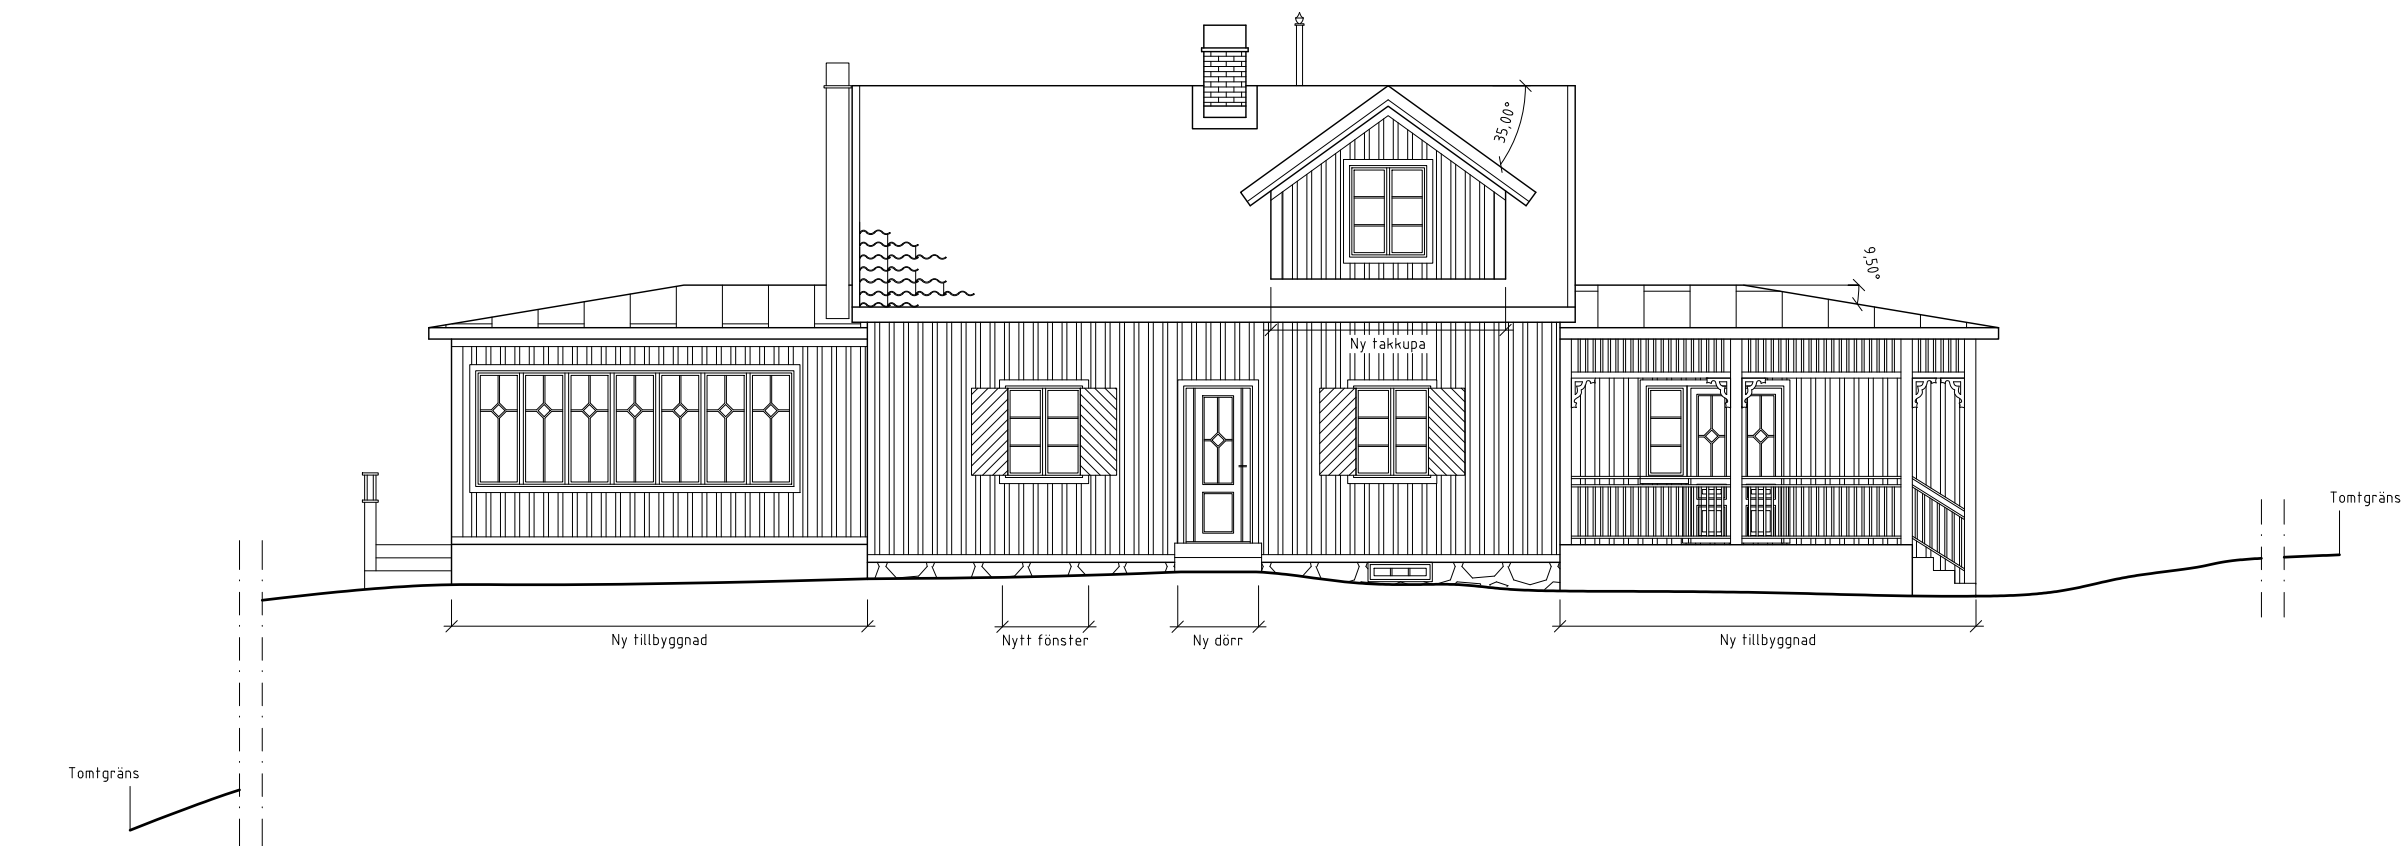 35,00°
9,50°
Ny takkupa
Tomtgräns
Ny tillbyggnad
Nytt fönster
Ny dörr
Ny tillbyggnad
Tomtgräns